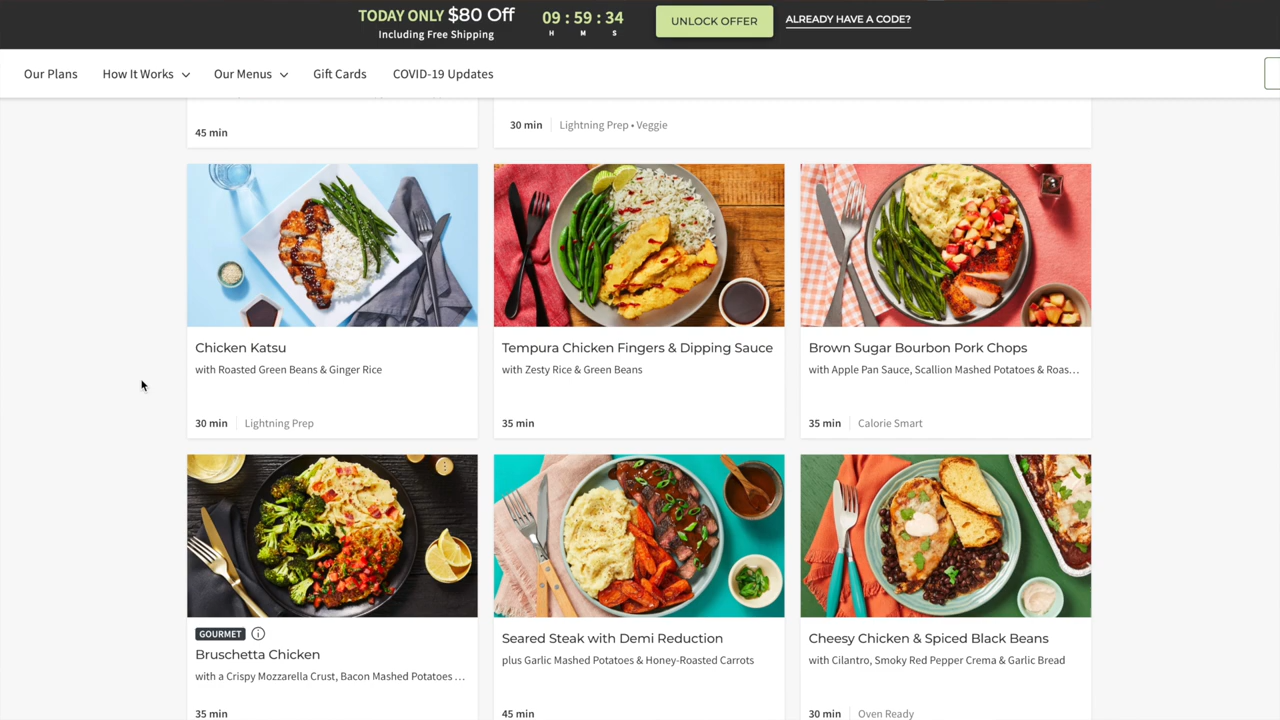 TODAY ONLY $80 Off
Including Free Shipping
09 : 59 : 34
H M S
UNLOCK OFFER
ALREADY HAVE A CODE?
Our Plans
How It Works
Our Menus
Gift Cards
COVID-19 Updates
45 min
30 min Lightning Prep • Veggie
Chicken Katsu
with Roasted Green Beans & Ginger Rice
30 min Lightning Prep
Tempura Chicken Fingers & Dipping Sauce
with Zesty Rice & Green Beans
35 min
Brown Sugar Bourbon Pork Chops
with Apple Pan Sauce, Scallion Mashed Potatoes & Roas...
35 min Calorie Smart
GOURMET
Bruschetta Chicken
with a Crispy Mozzarella Crust, Bacon Mashed Potatoes ...
35 min
Seared Steak with Demi Reduction
plus Garlic Mashed Potatoes & Honey-Roasted Carrots
45 min
Cheesy Chicken & Spiced Black Beans
with Cilantro, Smoky Red Pepper Crema & Garlic Bread
30 min Oven Ready